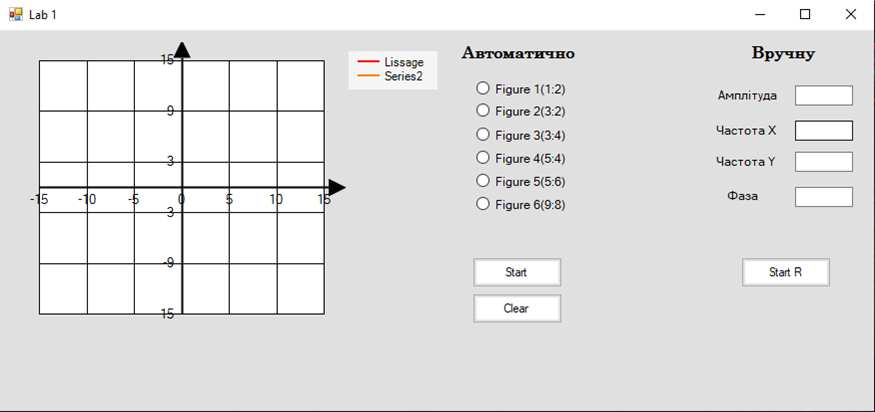 Lab 1
15
9
3
-15 -10 -5 0 5 10 15
-3
-9
-15
Lissage
Series2
Автоматично
Figure 1(1:2)
Figure 2(3:2)
Figure 3(3:4)
Figure 4(5:4)
Figure 5(5:6)
Figure 6(9:8)
Start
Clear
Вручну
Амплітуда
Частота X
Частота Y
Фаза
Start R